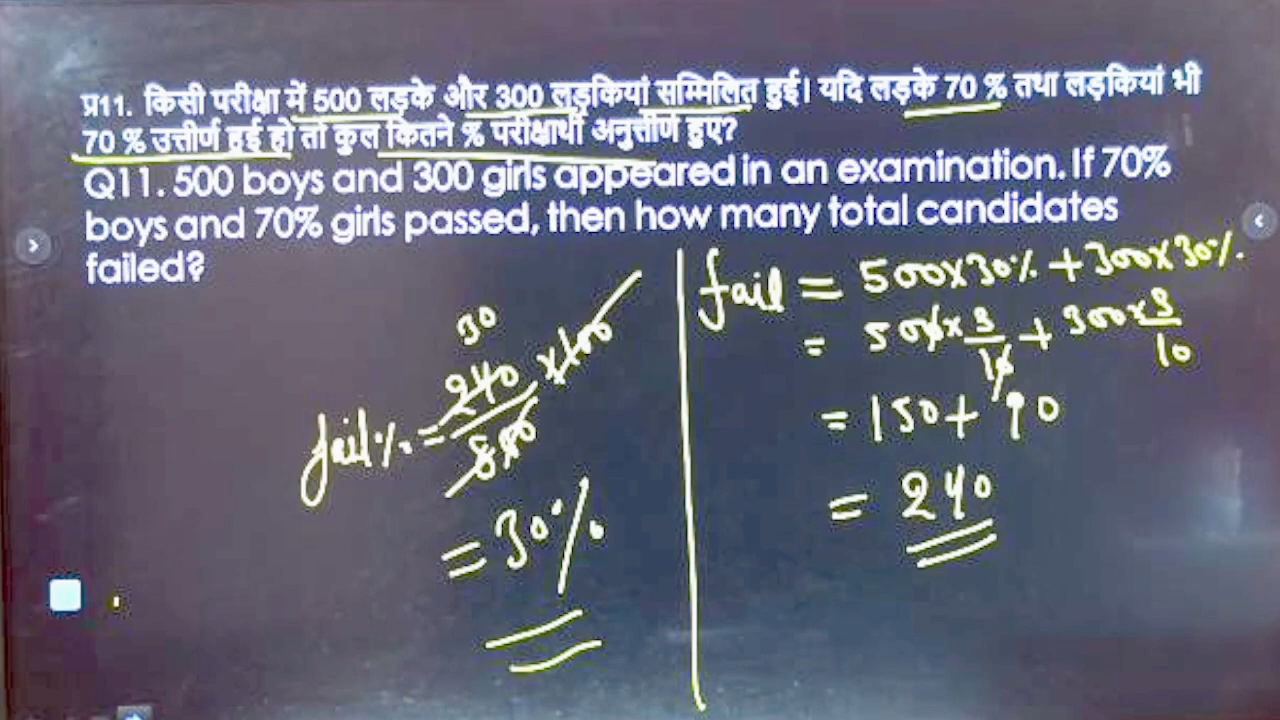 प्र11. किसी परीक्षा में 500 लड़के और 300 लड़कियां सम्मिलित हुई। यदि लड़के 70 % तथा लड़कियां भी
70 % उत्तीर्ण हुई हो तो कुल कितने % परीक्षार्थी अनुत्तीर्ण हुए?
Q11. 500 boys and 300 girls appeared in an examination. If 70%
boys and 70% girls passed, then how many total candidates
failed?
30
fail% = 240/800 × 100
= 30%
fail = 500×30% + 300×30%
= 500×3/10 + 300×3/10
= 150 + 90
= 240